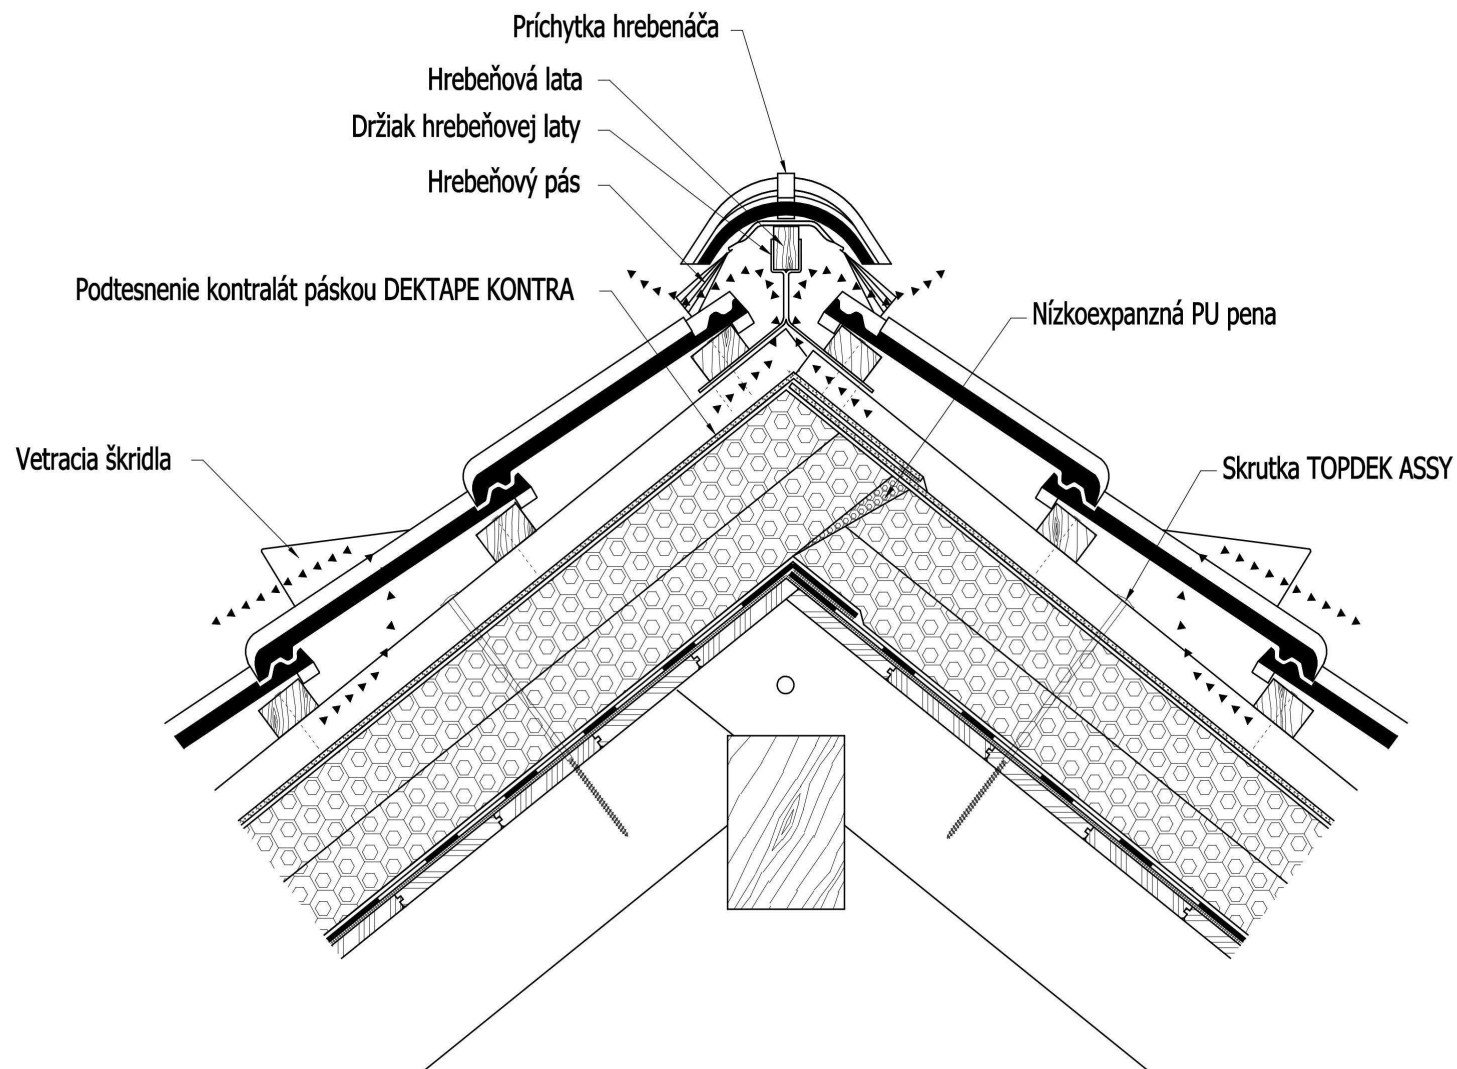 Príchytka hrebenáča
Hrebeňová lata
Držiak hrebeňovej laty
Hrebeňový pás
Podtesnenie kontralát páskou DEKTAPE KONTRA
Nízkoexpanzná PU pena
Vetracia škridla
Skrutka TOPDEK ASSY